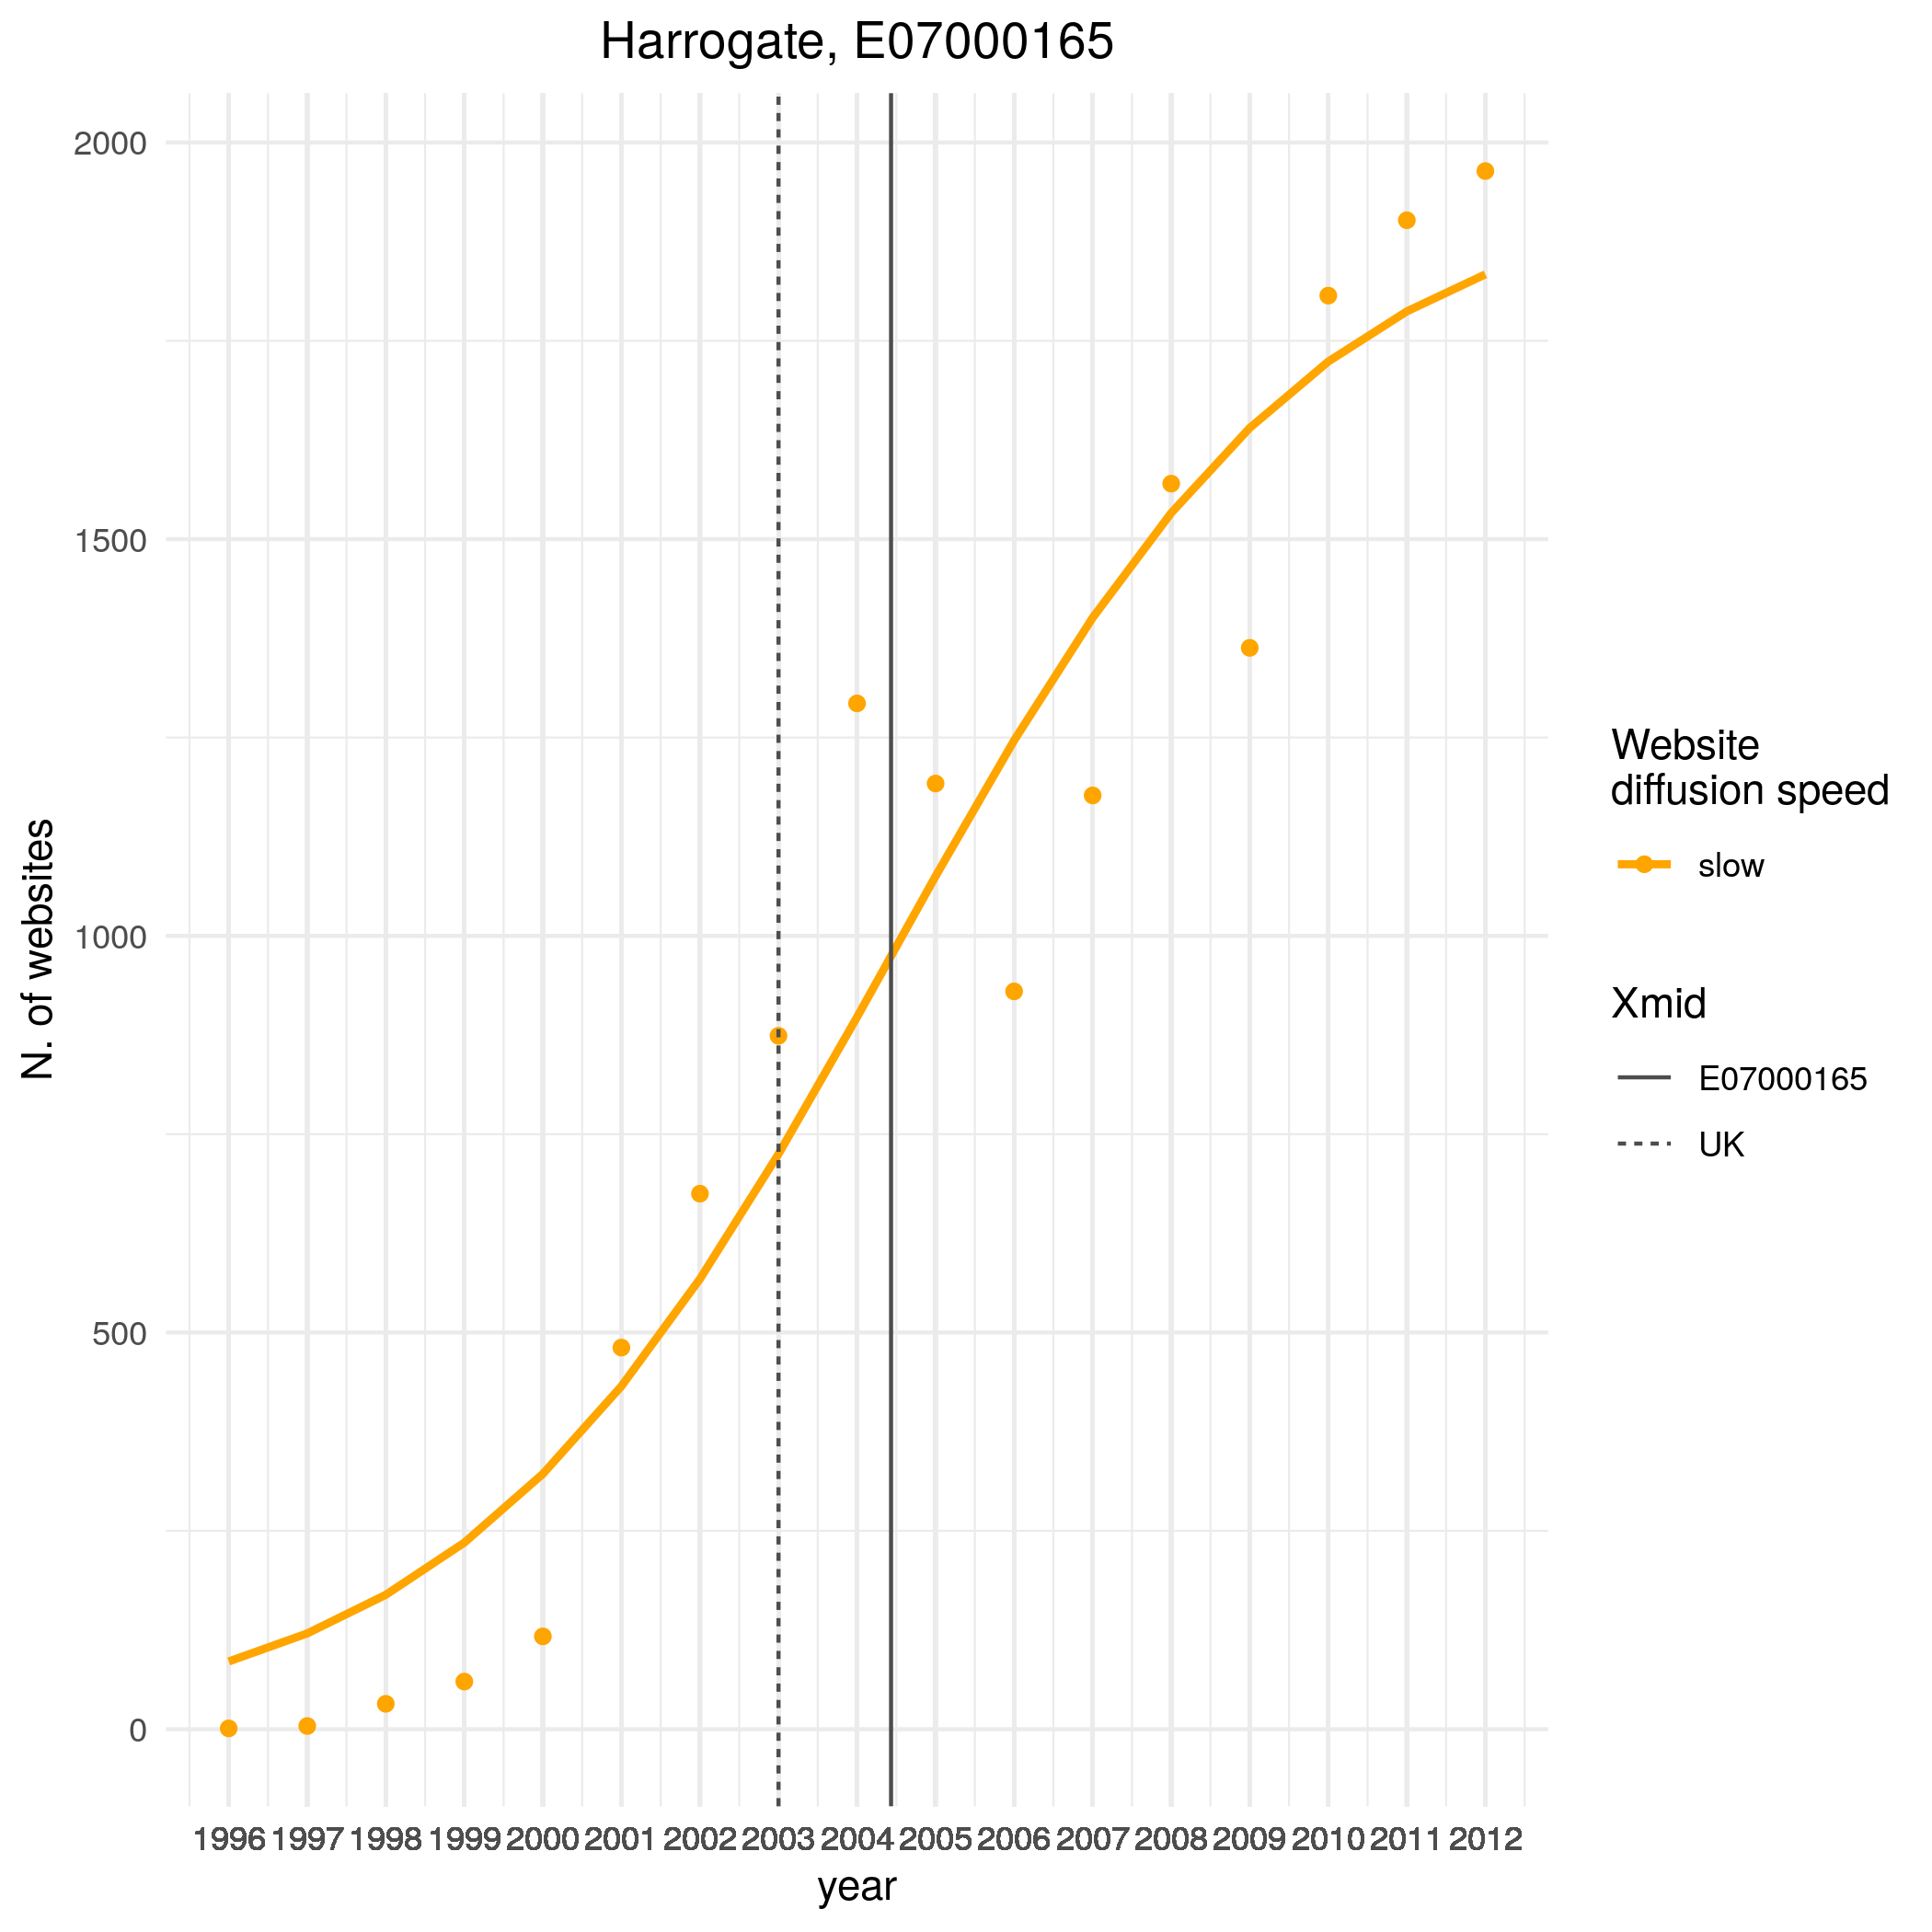 Harrogate, E07000165
2000
1500
1000
500
0
N. of websites
1996 1997 1998 1999 2000 2001 2002 2003 2004 2005 2006 2007 2008 2009 2010 2011 2012
year
Website
diffusion speed
slow
Xmid
E07000165
UK